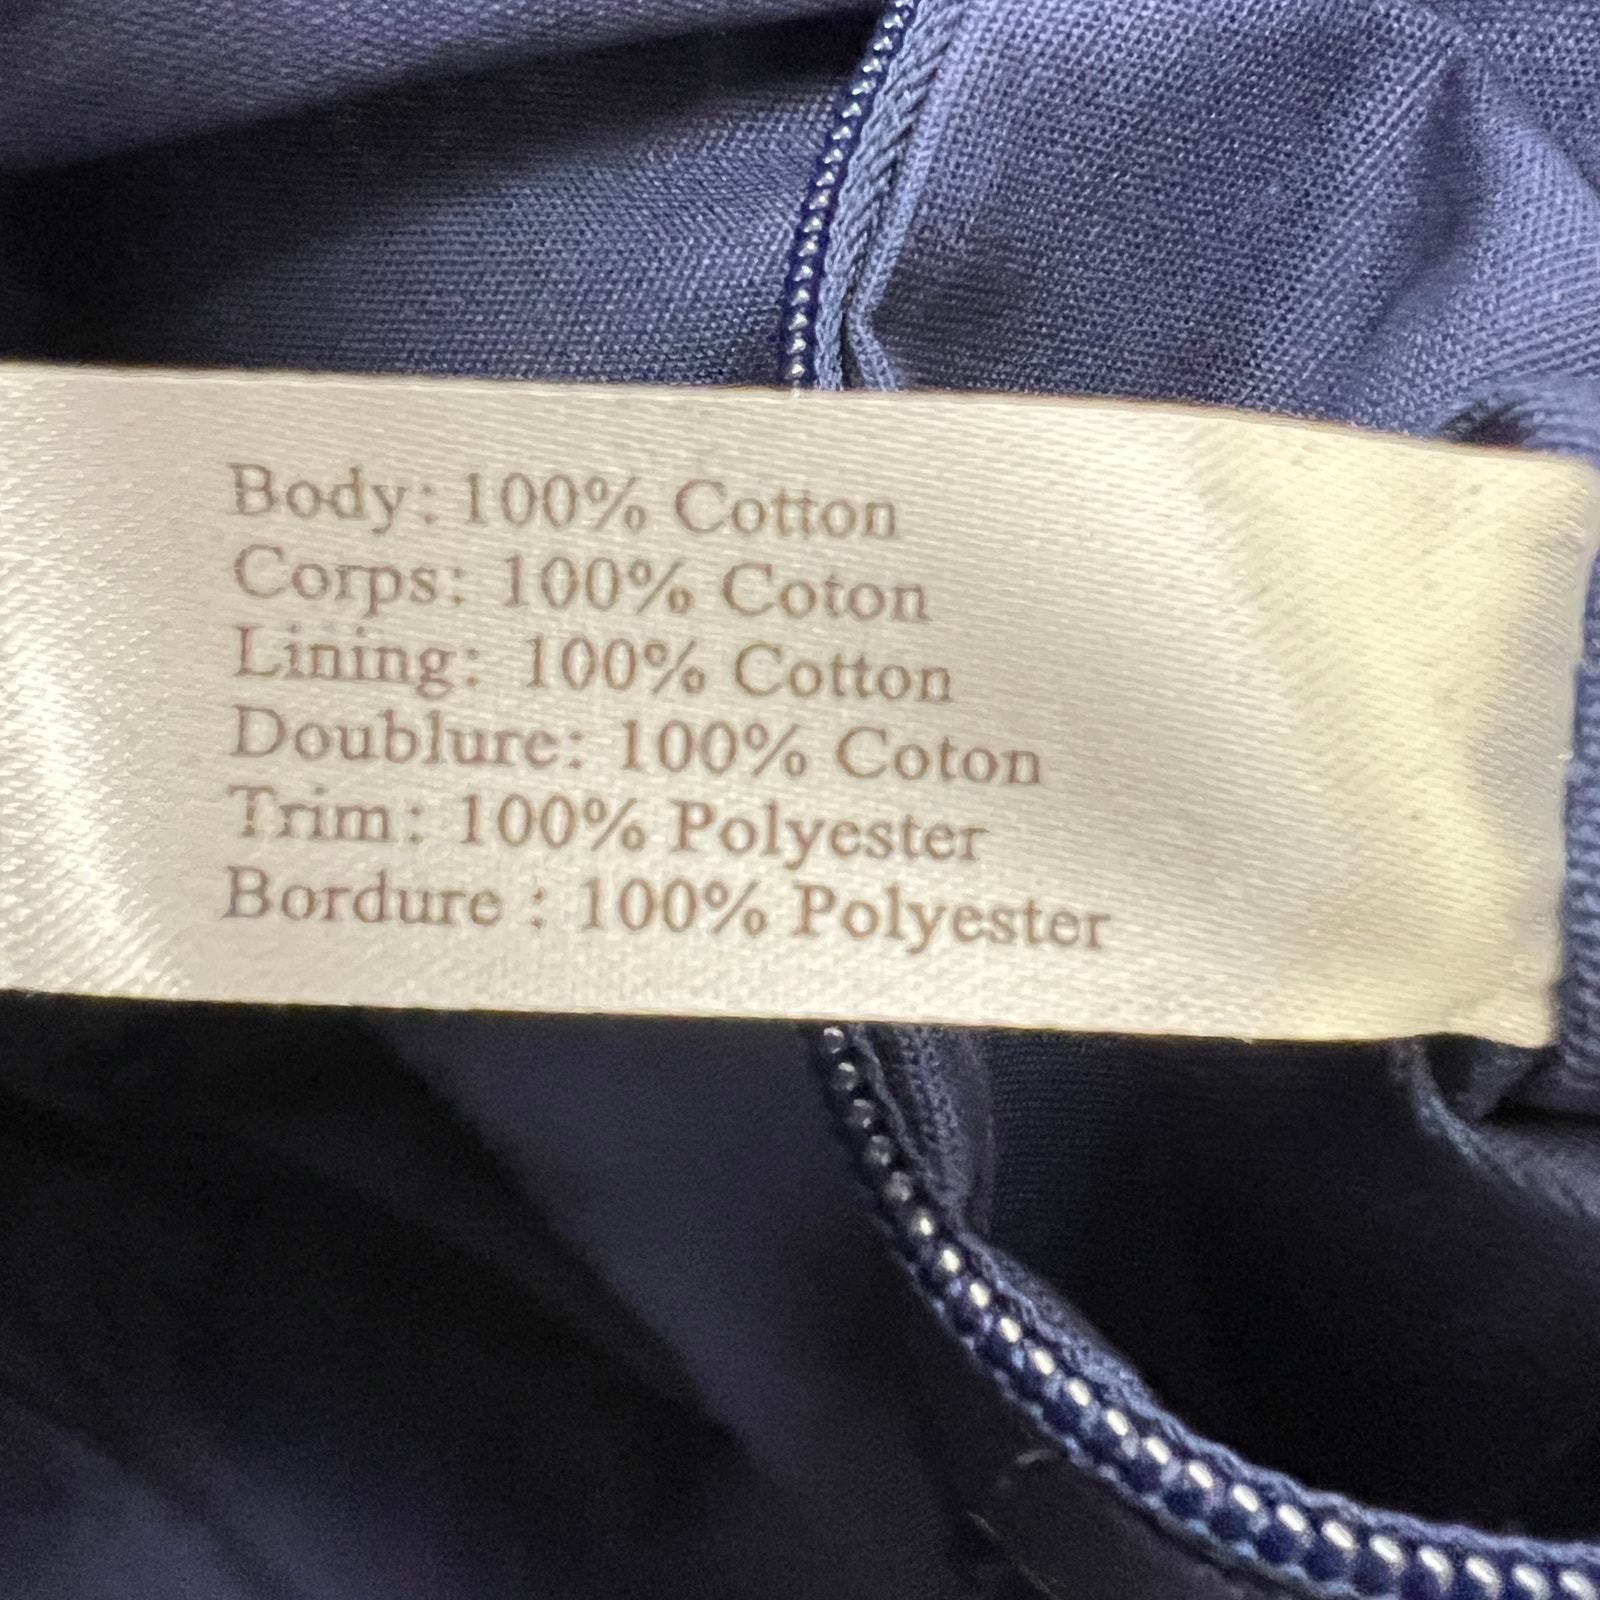 Body: 100% Cotton
Corps: 100% Coton
Lining: 100% Cotton
Doublure: 100% Coton
Trim: 100% Polyester
Bordure : 100% Polyester